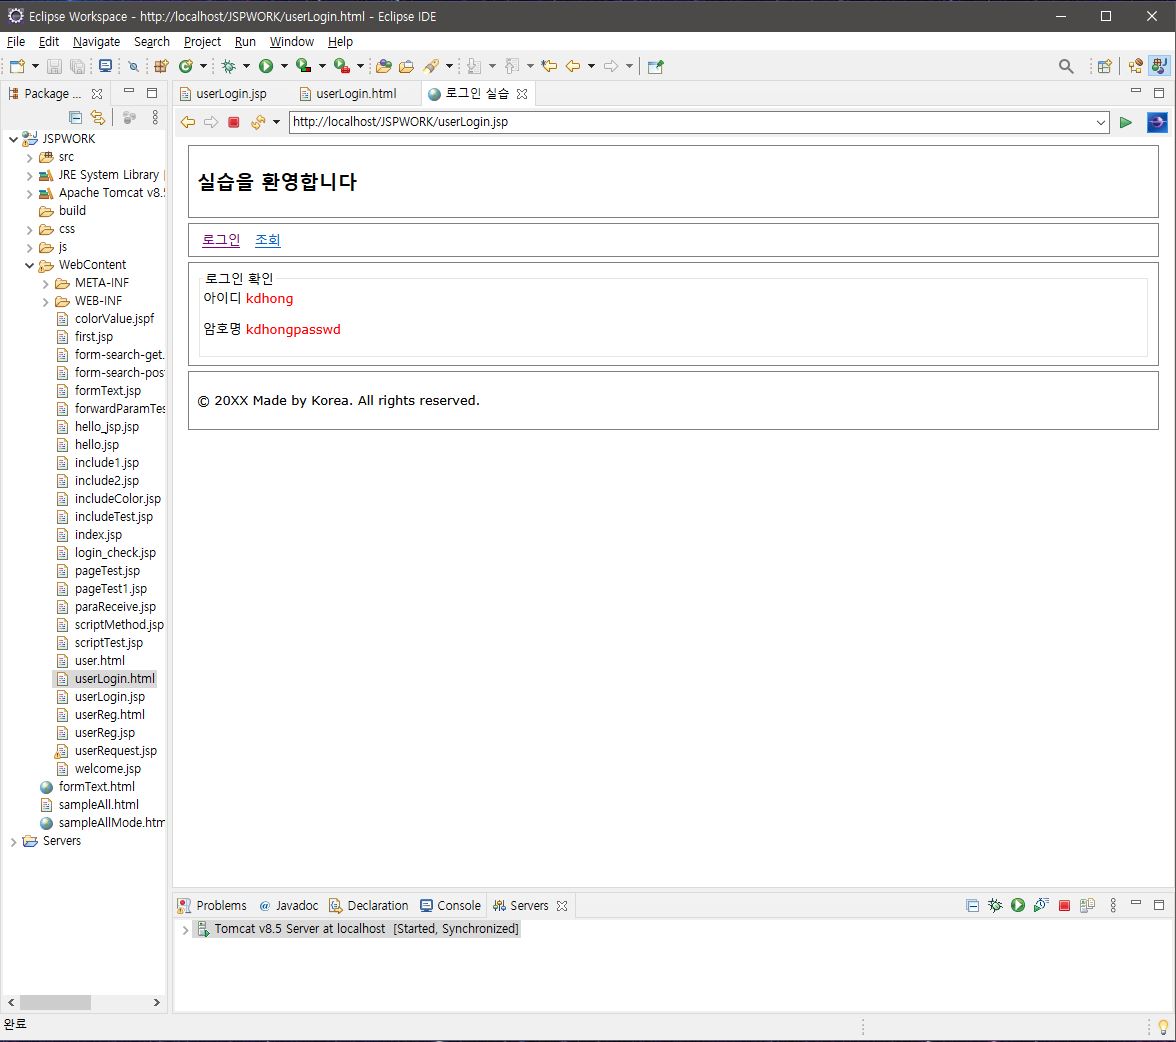 Eclipse Workspace - http://localhost/JSPWORK/userLogin.html - Eclipse IDE
File Edit Navigate Search Project Run Window Help
Package ...
userLogin.jsp userLogin.html 로그인 실습
http://localhost/JSPWORK/userLogin.jsp
JSPWORK
src
JRE System Library
Apache Tomcat v8.5
build
css
js
WebContent
META-INF
WEB-INF
colorValue.jspf
first.jsp
form-search-get.
form-search-pos
formText.jsp
forwardParamTes
hello_jsp.jsp
hello.jsp
include1.jsp
include2.jsp
includeColor.jsp
includeTest.jsp
index.jsp
login_check.jsp
pageTest.jsp
pageTest1.jsp
paraReceive.jsp
scriptMethod.jsp
scriptTest.jsp
user.html
userLogin.html
userLogin.jsp
userReg.html
userReg.jsp
userRequest.jsp
welcome.jsp
formText.html
sampleAll.html
sampleAllMode.htm
Servers
실습을 환영합니다
로그인 조회
로그인 확인
아이디 kdhong
암호명 kdhongpasswd
© 20XX Made by Korea. All rights reserved.
Problems @ Javadoc Declaration Console Servers
Tomcat v8.5 Server at localhost [Started, Synchronized]
완료